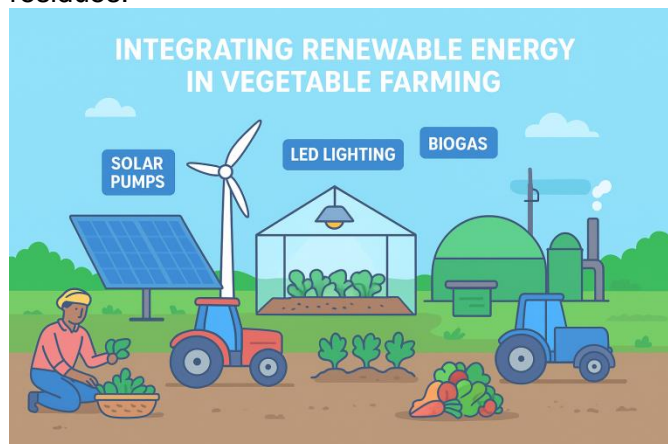 INTEGRATING RENEWABLE ENERGY
IN VEGETABLE FARMING
SOLAR
PUMPS
LED LIGHTING
BIOGAS